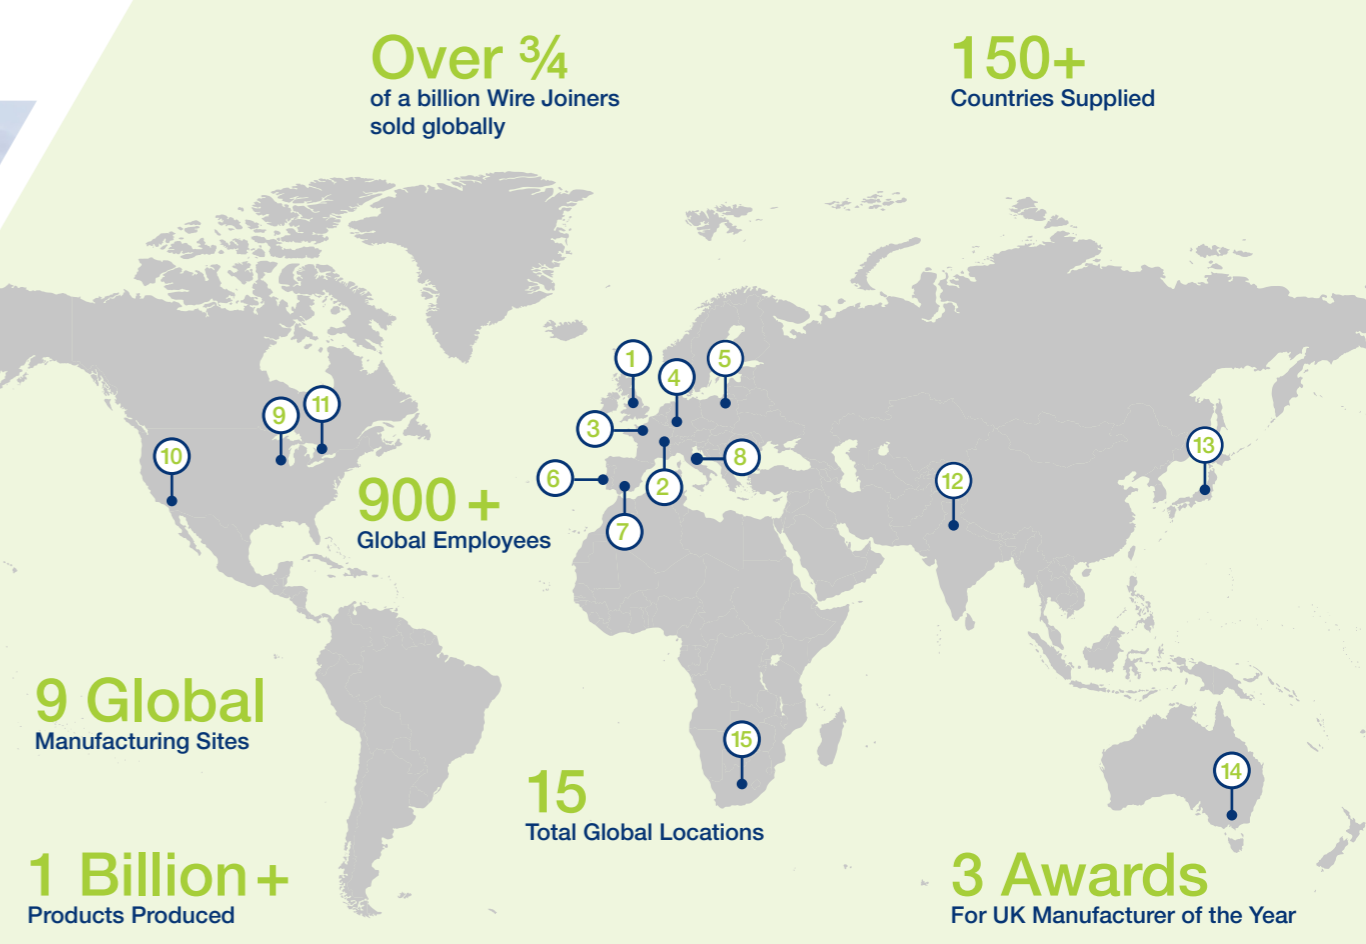 Over ¾
of a billion Wire Joiners
sold globally
150+
Countries Supplied
1
5
4
11
9
3
13
10
8
6
12
2
900 +
Global Employees
7
9 Global
Manufacturing Sites
15
14
15
Total Global Locations
1 Billion +
Products Produced
3 Awards
For UK Manufacturer of the Year